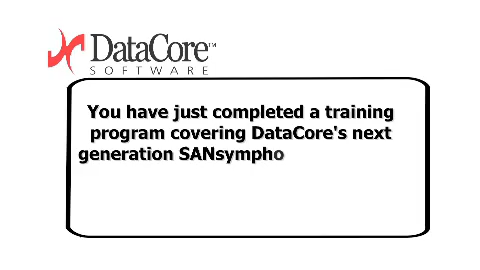 DataCore™
SOFTWARE
You have just completed a training
program covering DataCore's next
generation SANsympho